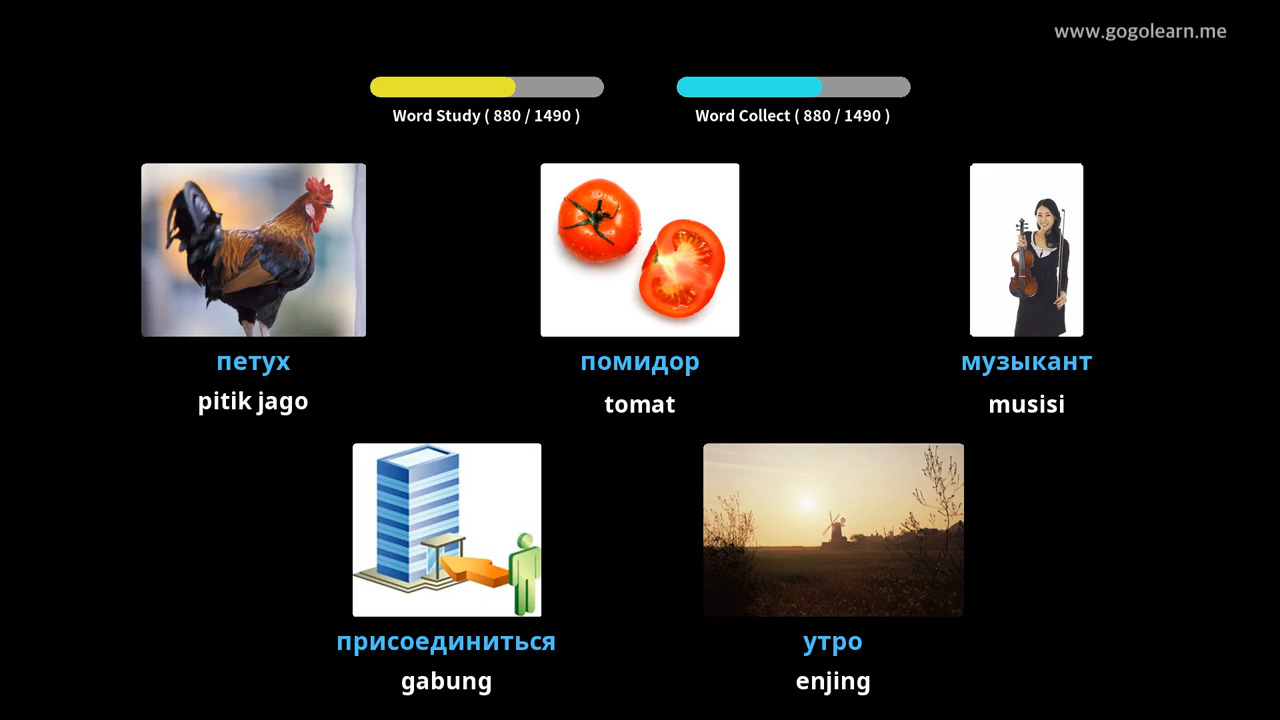 www.gogolearn.me
Word Study ( 880 / 1490 )
Word Collect ( 880 / 1490 )
петух
pitik jago
помидор
tomat
музыкант
musisi
присоединиться
gabung
утро
enjing